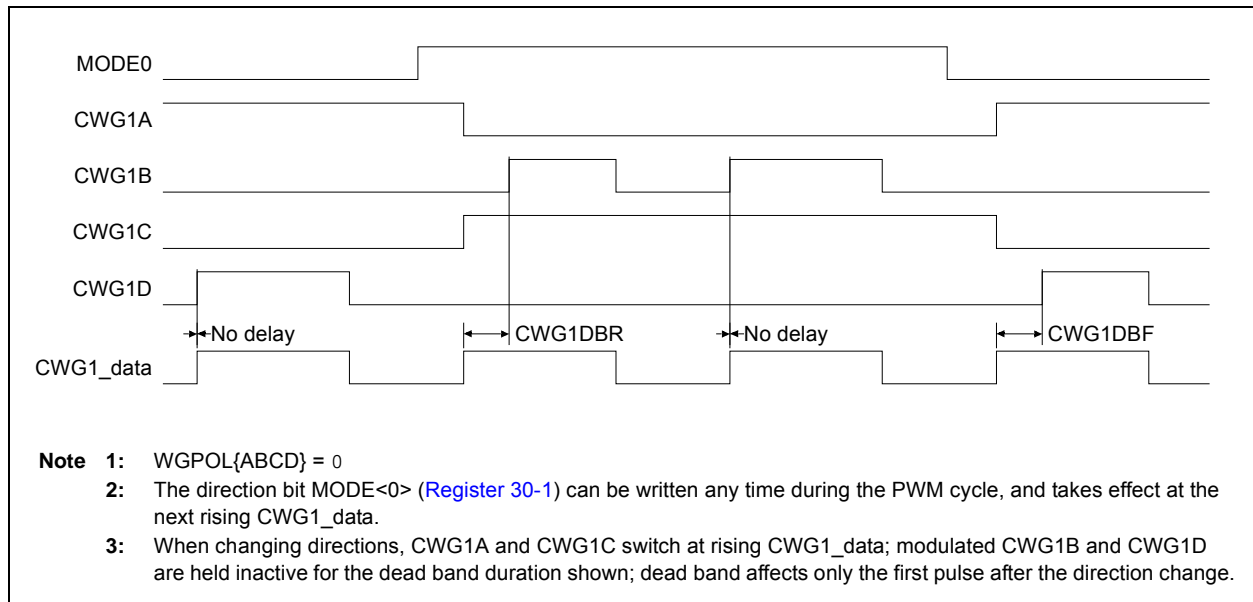 MODE0
CWG1A
CWG1B
CWG1C
CWG1D
No delay CWG1DBR No delay CWG1DBF
CWG1_data
Note 1: WGPOL{ABCD} = 0
2: The direction bit MODE<0> (Register 30-1) can be written any time during the PWM cycle, and takes effect at the
next rising CWG1_data.
3: When changing directions, CWG1A and CWG1C switch at rising CWG1_data; modulated CWG1B and CWG1D
are held inactive for the dead band duration shown; dead band affects only the first pulse after the direction change.